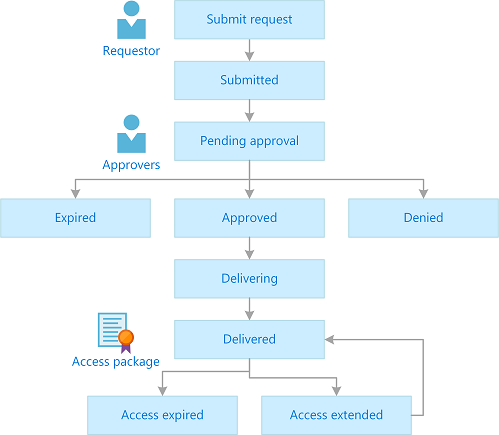 Submit request
Requestor
Submitted
Pending approval
Approvers
Expired
Approved
Denied
Delivering
Delivered
Access package
Access expired
Access extended